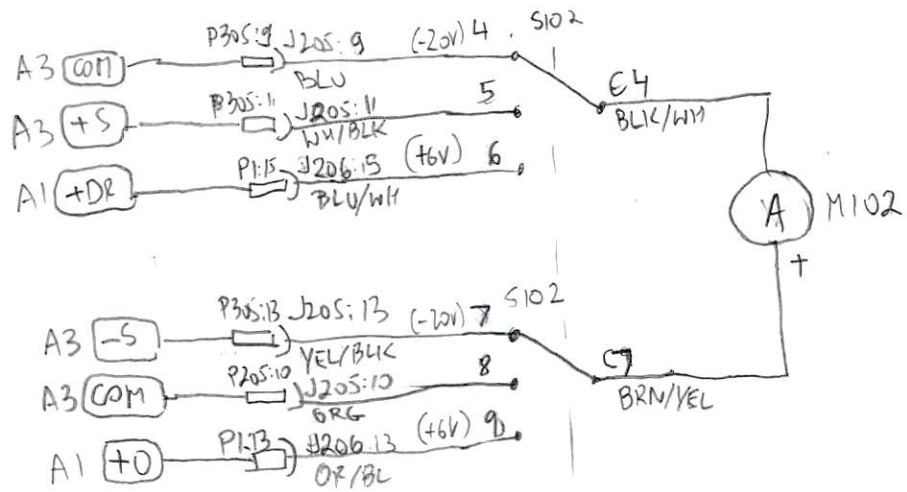 A3 COM P305:9 J205:9 (-20V) 4 S102
BLU
A3 +S P305:11 J205:11 5
WH/BLK
A1 +DR P1:15 J206:15 (+6V) 6
BLU/WH
C4
BLK/WH
A M102
+
A3 -S P305:13 J205:13 (-20V) 7 S102
YEL/BLK
A3 COM P205:10 J205:10 8
A1 +O P1-13 J206:13 (+6V) 9
OR/BL
C7
BRN/YEL